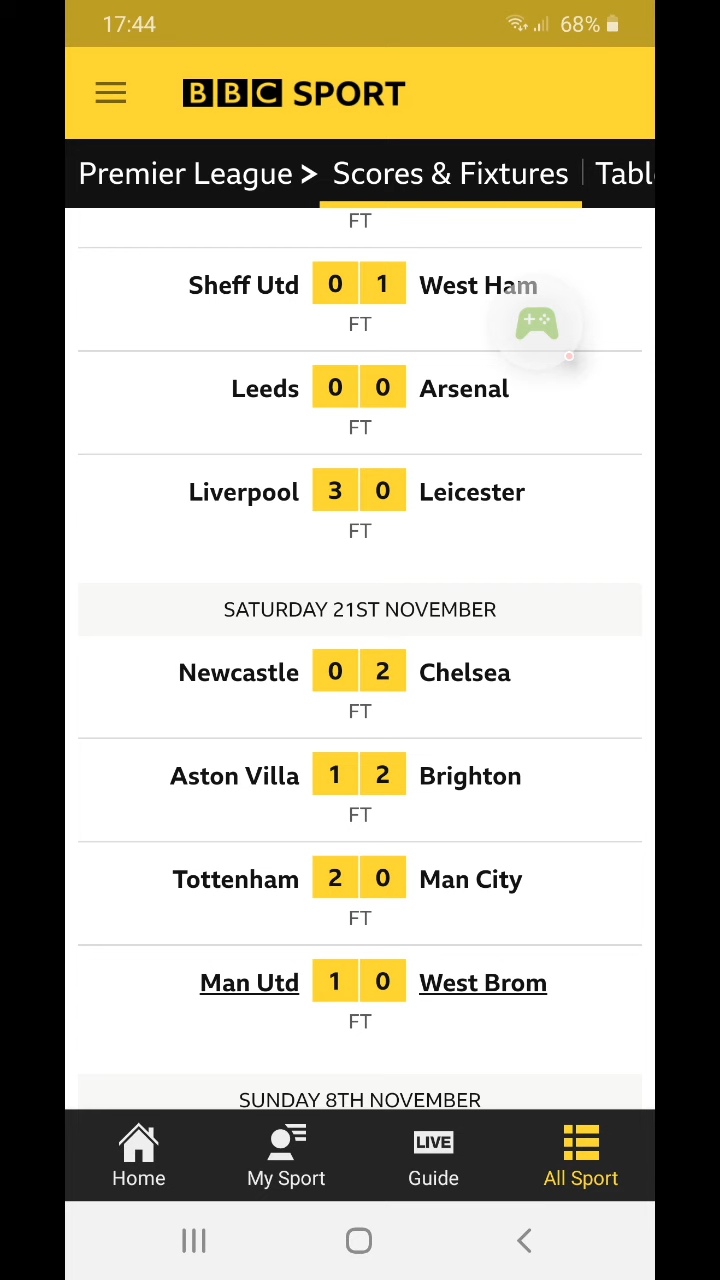 17:44 68%
BBC SPORT
Premier League > Scores & Fixtures Tabl
FT
Sheff Utd 0 1 West Ham
FT
Leeds 0 0 Arsenal
FT
Liverpool 3 0 Leicester
FT
SATURDAY 21ST NOVEMBER
Newcastle 0 2 Chelsea
FT
Aston Villa 1 2 Brighton
FT
Tottenham 2 0 Man City
FT
Man Utd 1 0 West Brom
FT
SUNDAY 8TH NOVEMBER
LIVE
Home My Sport Guide All Sport